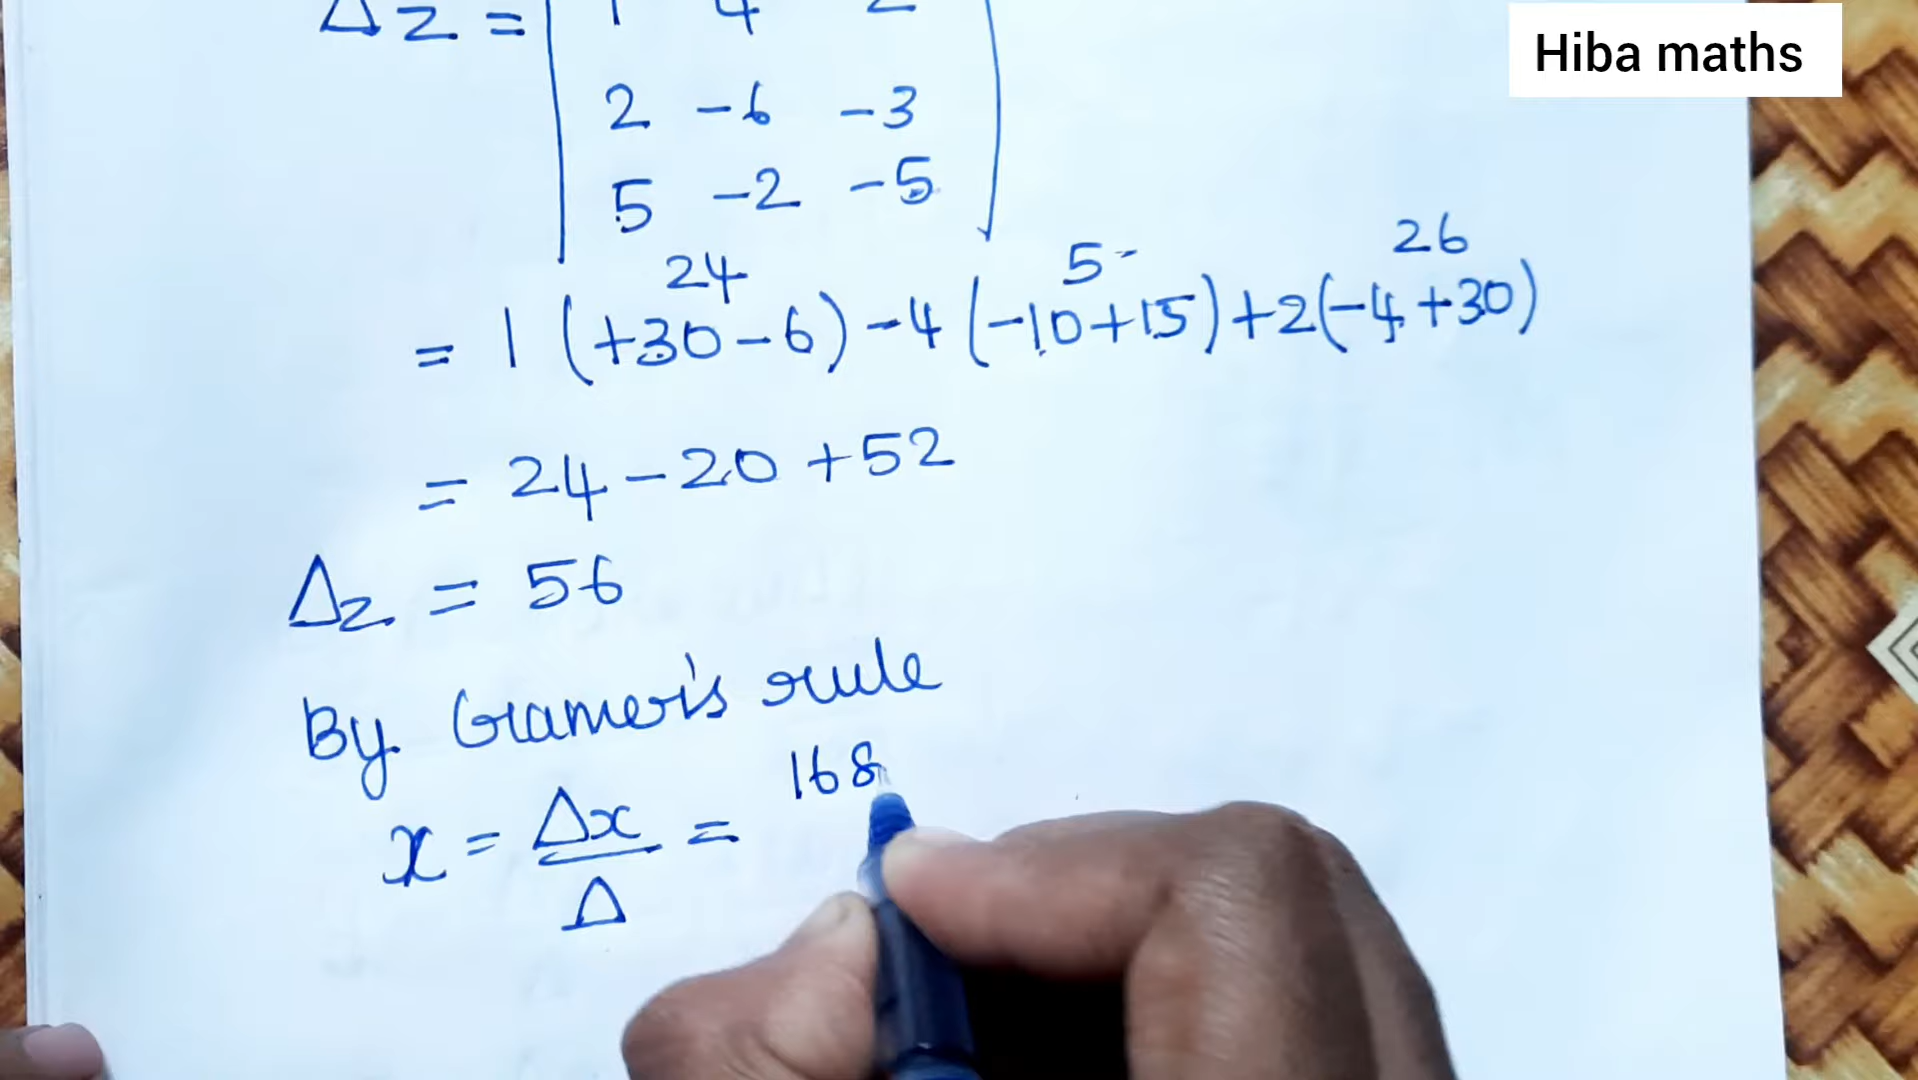 Hiba maths
Δz = | 1 4 2 |
2 -6 -3
5 -2 -5
24 5 26
= 1 (+30-6) -4 (-10+15) +2(-4+30)
= 24-20+52
Δz = 56
By Cramer's rule
x = Δx/Δ = 168